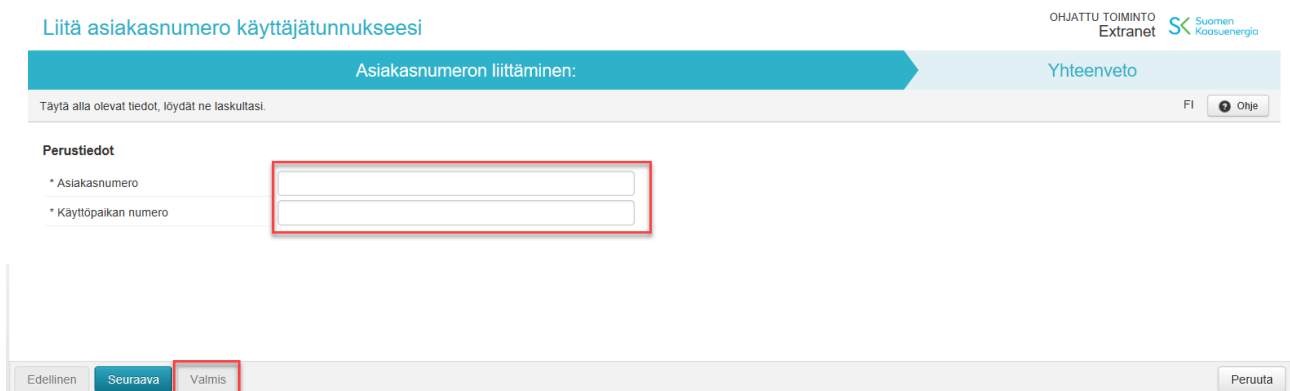 Liitä asiakasnumero käyttäjätunnukseesi
OHJATTU TOIMINTO
Extranet
Suomen
Kaasuenergia
Asiakasnumeron liittäminen:
Yhteenveto
Täytä alla olevat tiedot, löydät ne laskultasi.
FI
Ohje
Perustiedot
* Asiakasnumero
* Käyttöpaikan numero
Edellinen
Seuraava
Valmis
Peruuta